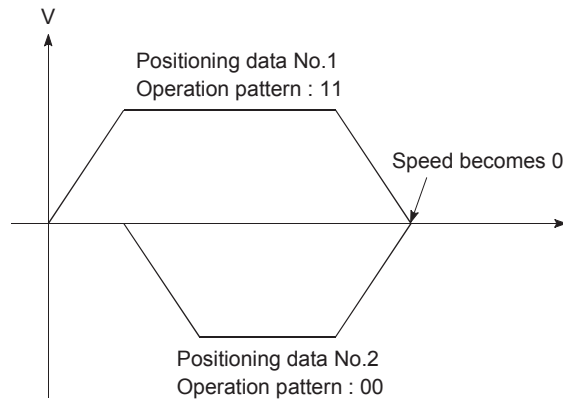 V
Positioning data No.1
Operation pattern : 11
Speed becomes 0
Positioning data No.2
Operation pattern : 00